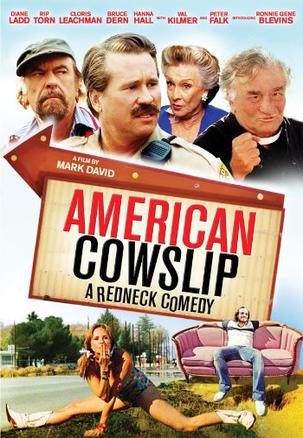 DIANE LADD RIP TORN CLORIS LEACHMAN BRUCE DERN HANNA HALL WITH VAL KILMER AND PETER FALK INTRODUCING RONNIE GENE BLEVINS
A FILM BY
MARK DAVID
AMERICAN
COWSLIP
A REDNECK COMEDY